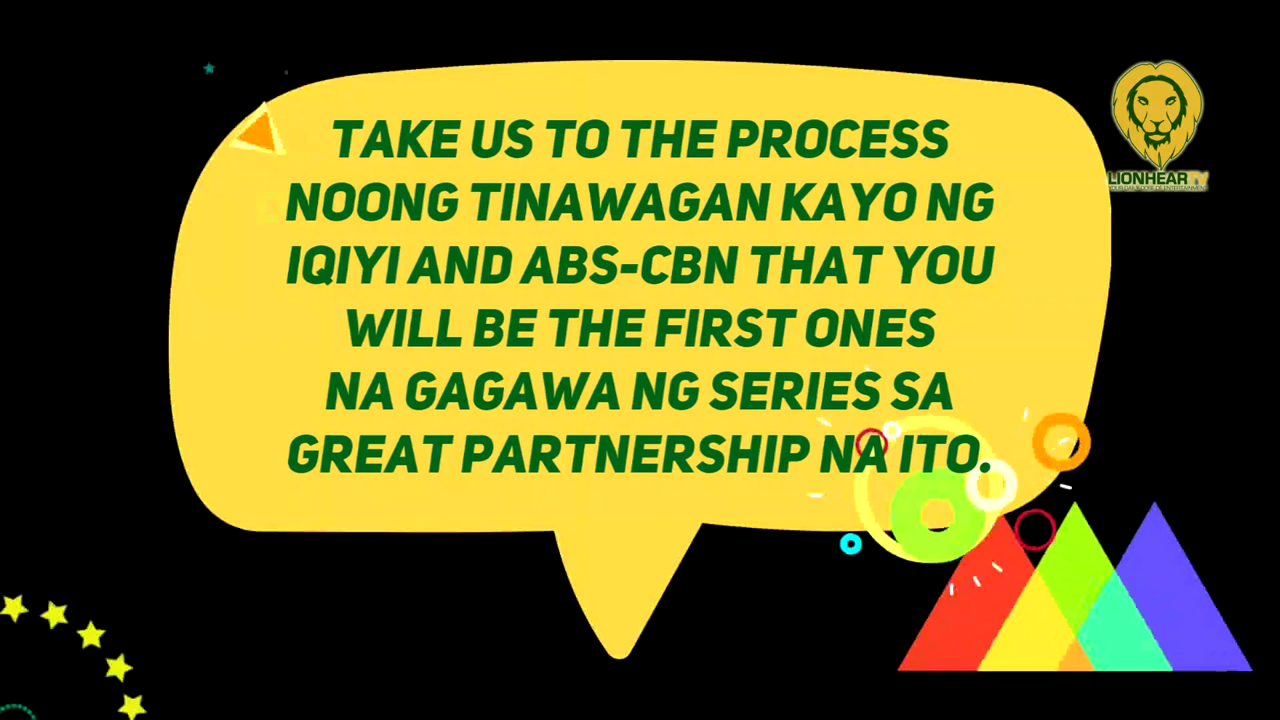 TAKE US TO THE PROCESS
NOONG TINAWAGAN KAYO NG
IQIYI AND ABS-CBN THAT YOU
WILL BE THE FIRST ONES
NA GAGAWA NG SERIES SA
GREAT PARTNERSHIP NA ITO.
LIONHEARTV